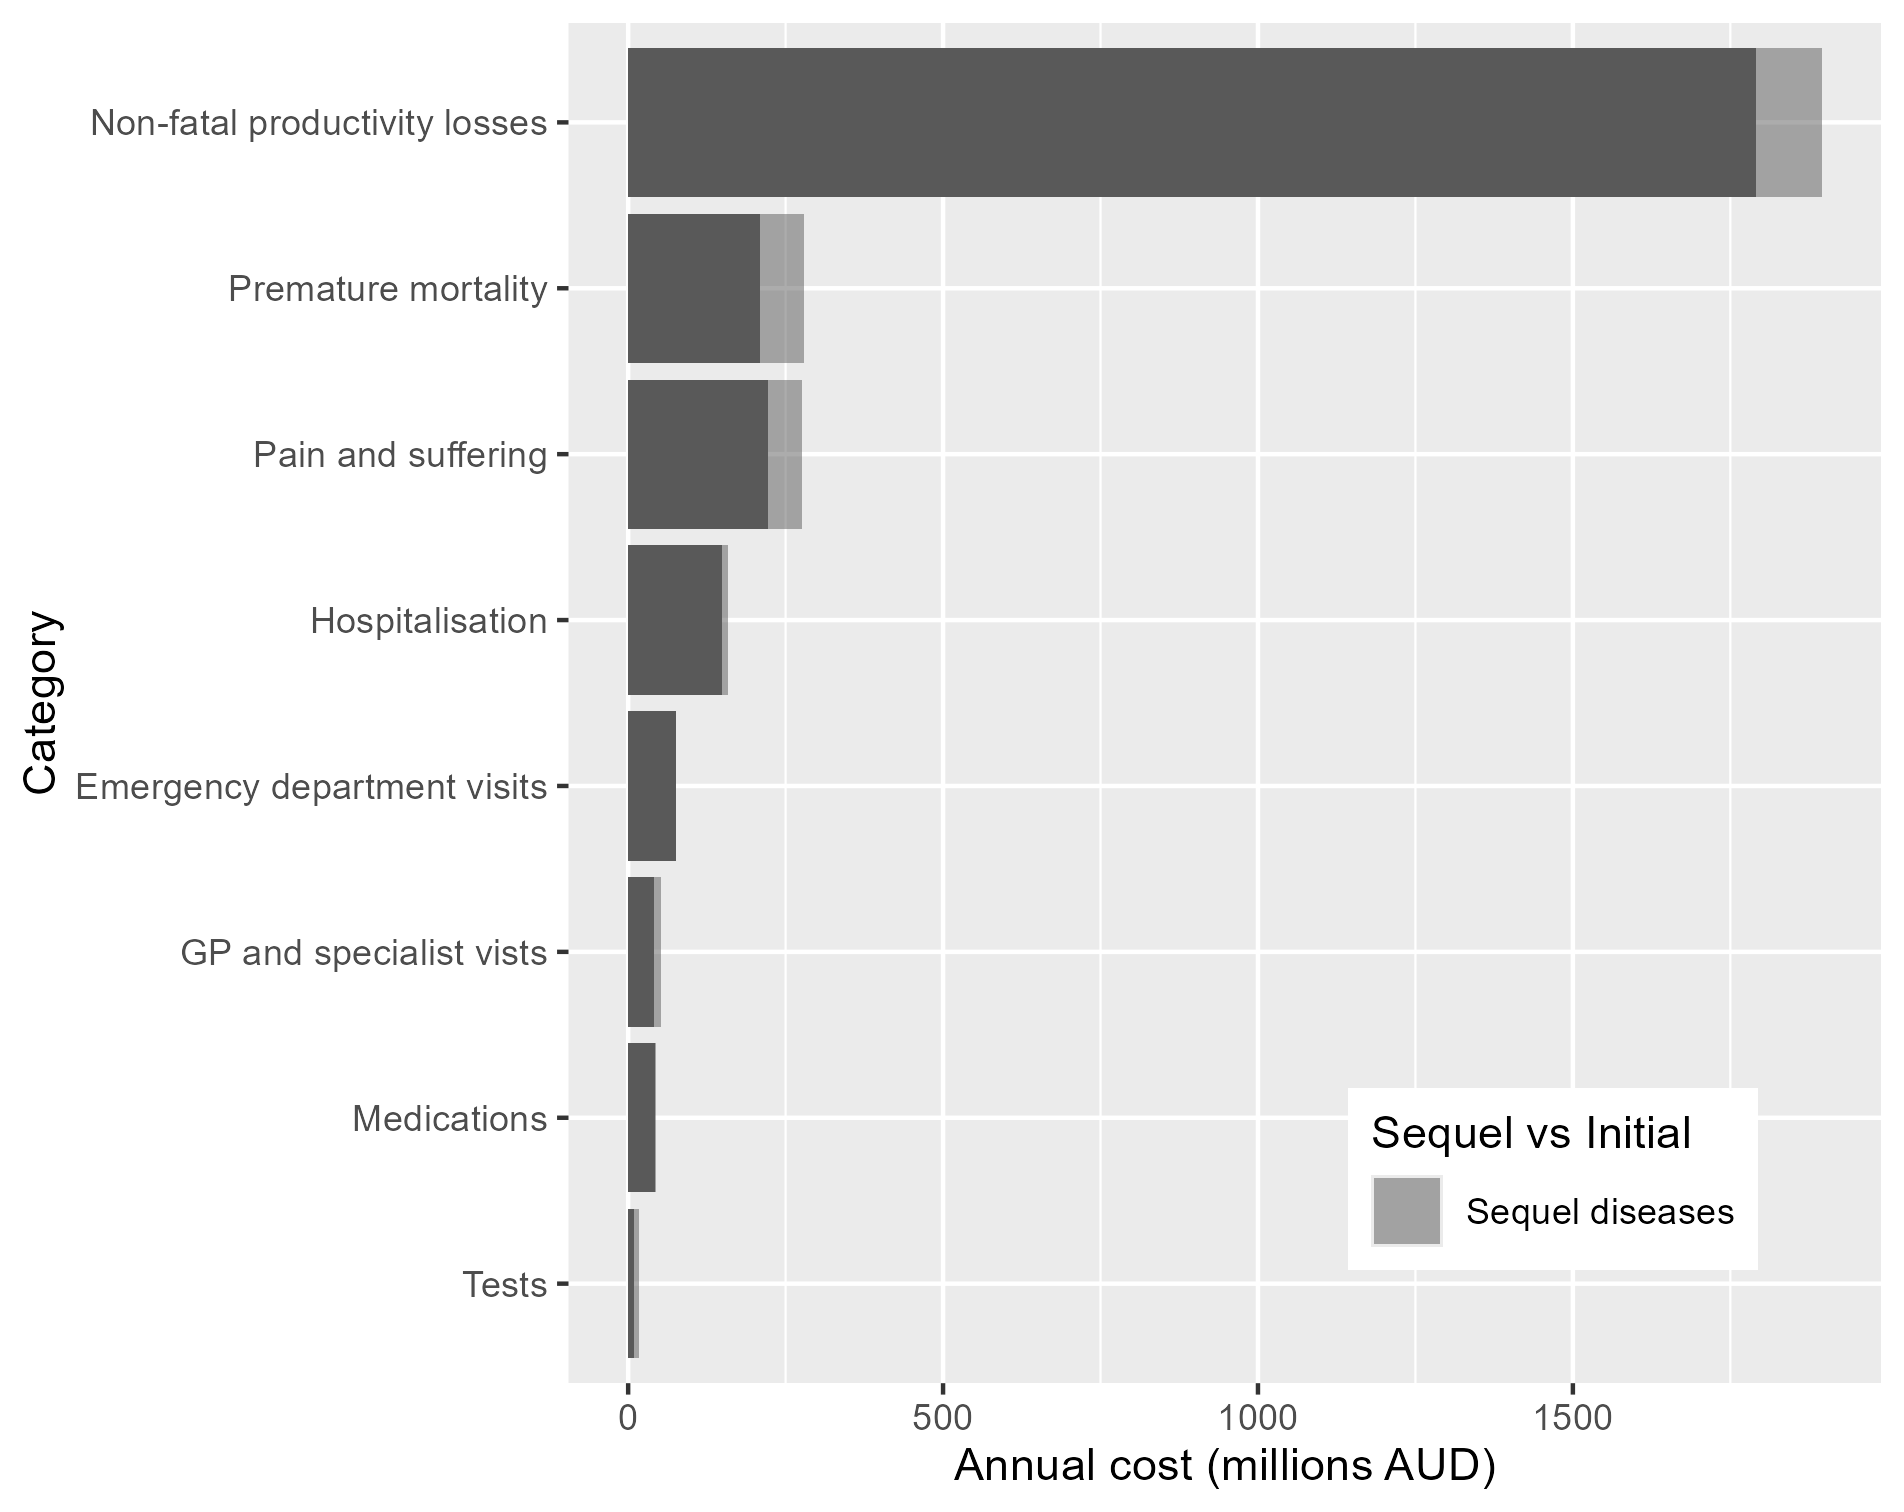 Non-fatal productivity losses
Premature mortality
Pain and suffering
Hospitalisation
Emergency department visits
GP and specialist vists
Medications
Tests
Category
Sequel vs Initial
Sequel diseases
0 500 1000 1500
Annual cost (millions AUD)